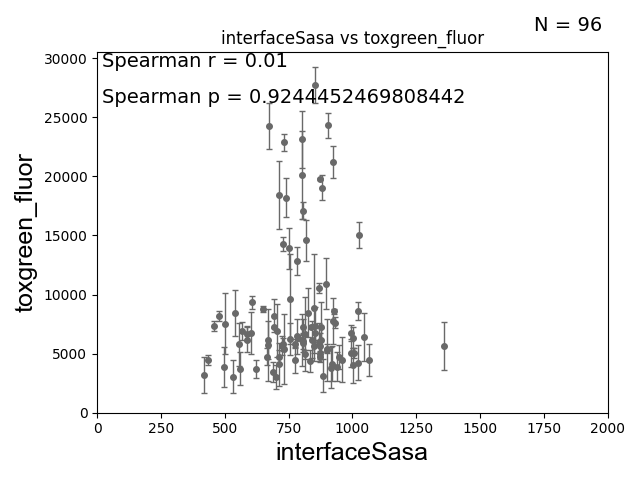 N = 96
interfaceSasa vs toxgreen_fluor
Spearman r = 0.01
Spearman p = 0.9244452469808442
toxgreen_fluor
30000
25000
20000
15000
10000
5000
0
0 250 500 750 1000 1250 1500 1750 2000
interfaceSasa